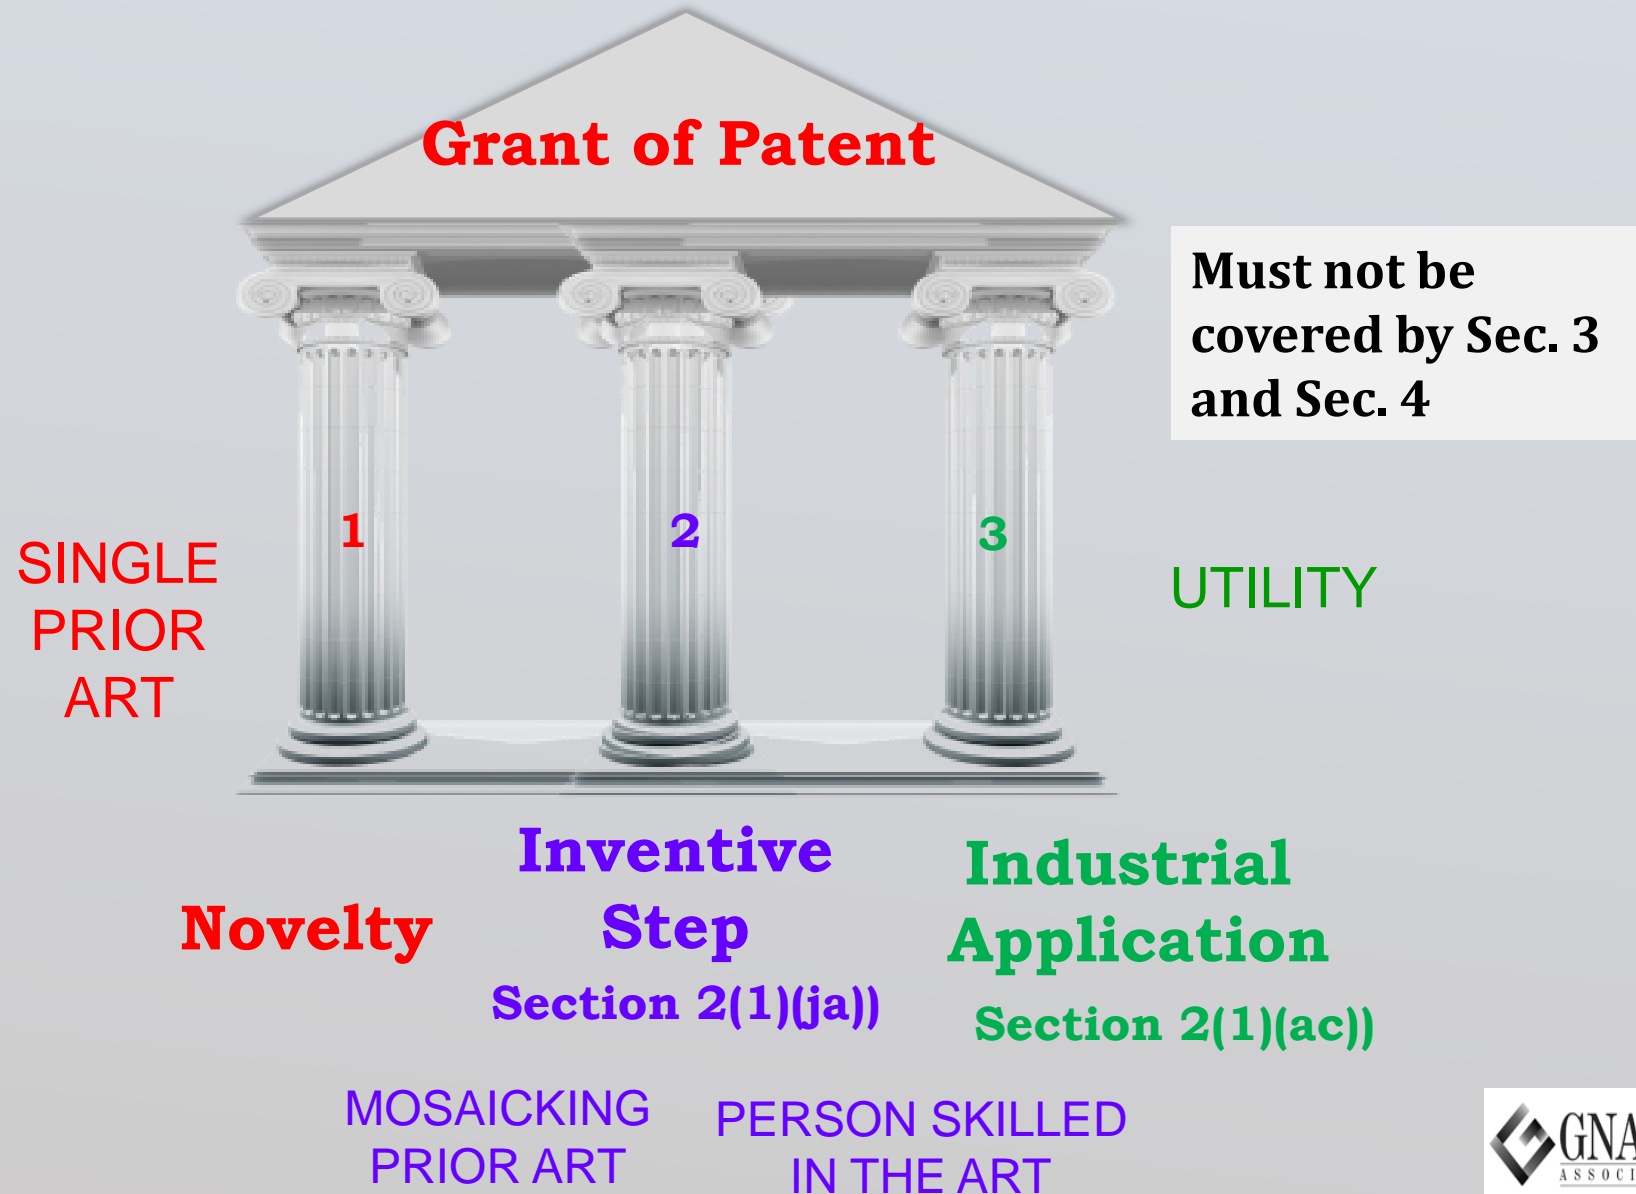 Grant of Patent
Must not be
covered by Sec. 3
and Sec. 4
1
2
3
SINGLE
PRIOR
ART
UTILITY
Novelty
Inventive
Step
Section 2(1)(ja))
Industrial
Application
Section 2(1)(ac))
MOSAICKING
PRIOR ART
PERSON SKILLED
IN THE ART